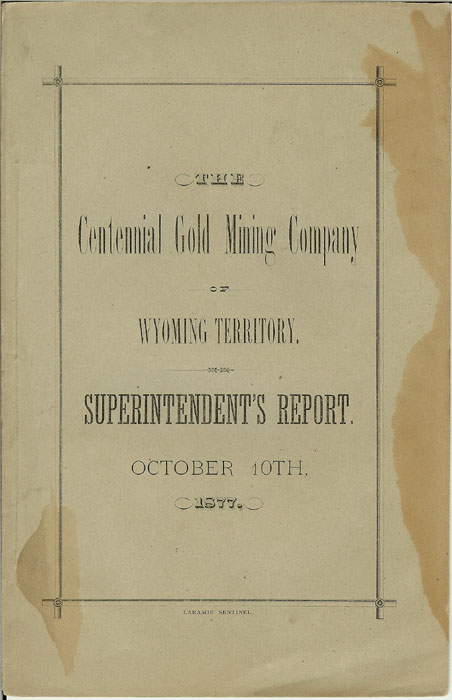 THE
Centennial Gold Mining Company
OF
WYOMING TERRITORY.
SUPERINTENDENT'S REPORT.
OCTOBER 10TH,
1877.
LARAMIE SENTINEL.